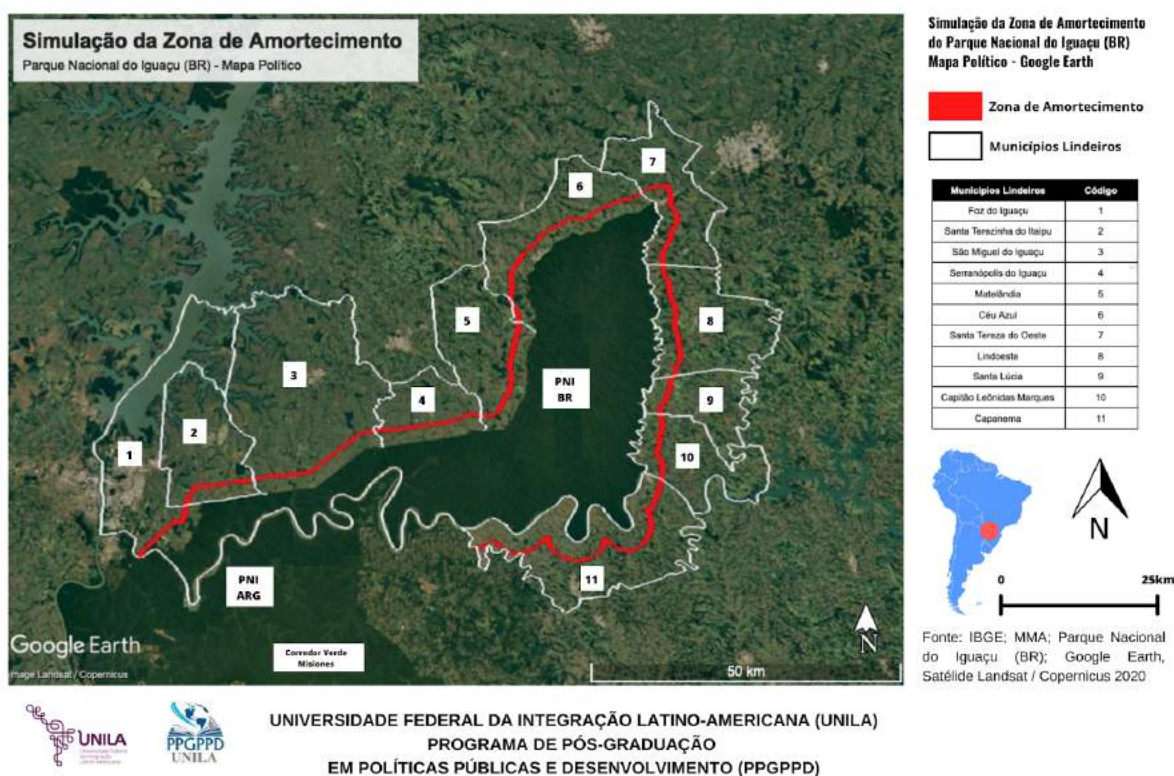 Simulação da Zona de Amortecimento
Parque Nacional do Iguaçu (BR) - Mapa Político
7
6
5
8
3
4
PNI
BR
9
2
1
10
11
PNI
ARG
Corredor Verde
Misiones
Google Earth
Image Landsat / Copernicus
N
50 km
Simulação da Zona de Amortecimento
do Parque Nacional do Iguaçu (BR)
Mapa Político - Google Earth
Zona de Amortecimento
Municípios Lindeiros
Municípios Lindeiros Código
Foz do Iguaçu 1
Santa Terezinha do Itaipu 2
São Miguel do Iguaçu 3
Serranópolis do Iguaçu 4
Matelândia 5
Céu Azul 6
Santa Tereza do Oeste 7
Lindoeste 8
Santa Lúcia 9
Capitão Leônidas Marques 10
Capanema 11
N
0 25km
Fonte: IBGE; MMA; Parque Nacional
do Iguaçu (BR); Google Earth,
Satélide Landsat / Copernicus 2020
UNILA
PPGPPD
UNILA
UNIVERSIDADE FEDERAL DA INTEGRAÇÃO LATINO-AMERICANA (UNILA)
PROGRAMA DE PÓS-GRADUAÇÃO
EM POLÍTICAS PÚBLICAS E DESENVOLVIMENTO (PPGPPD)